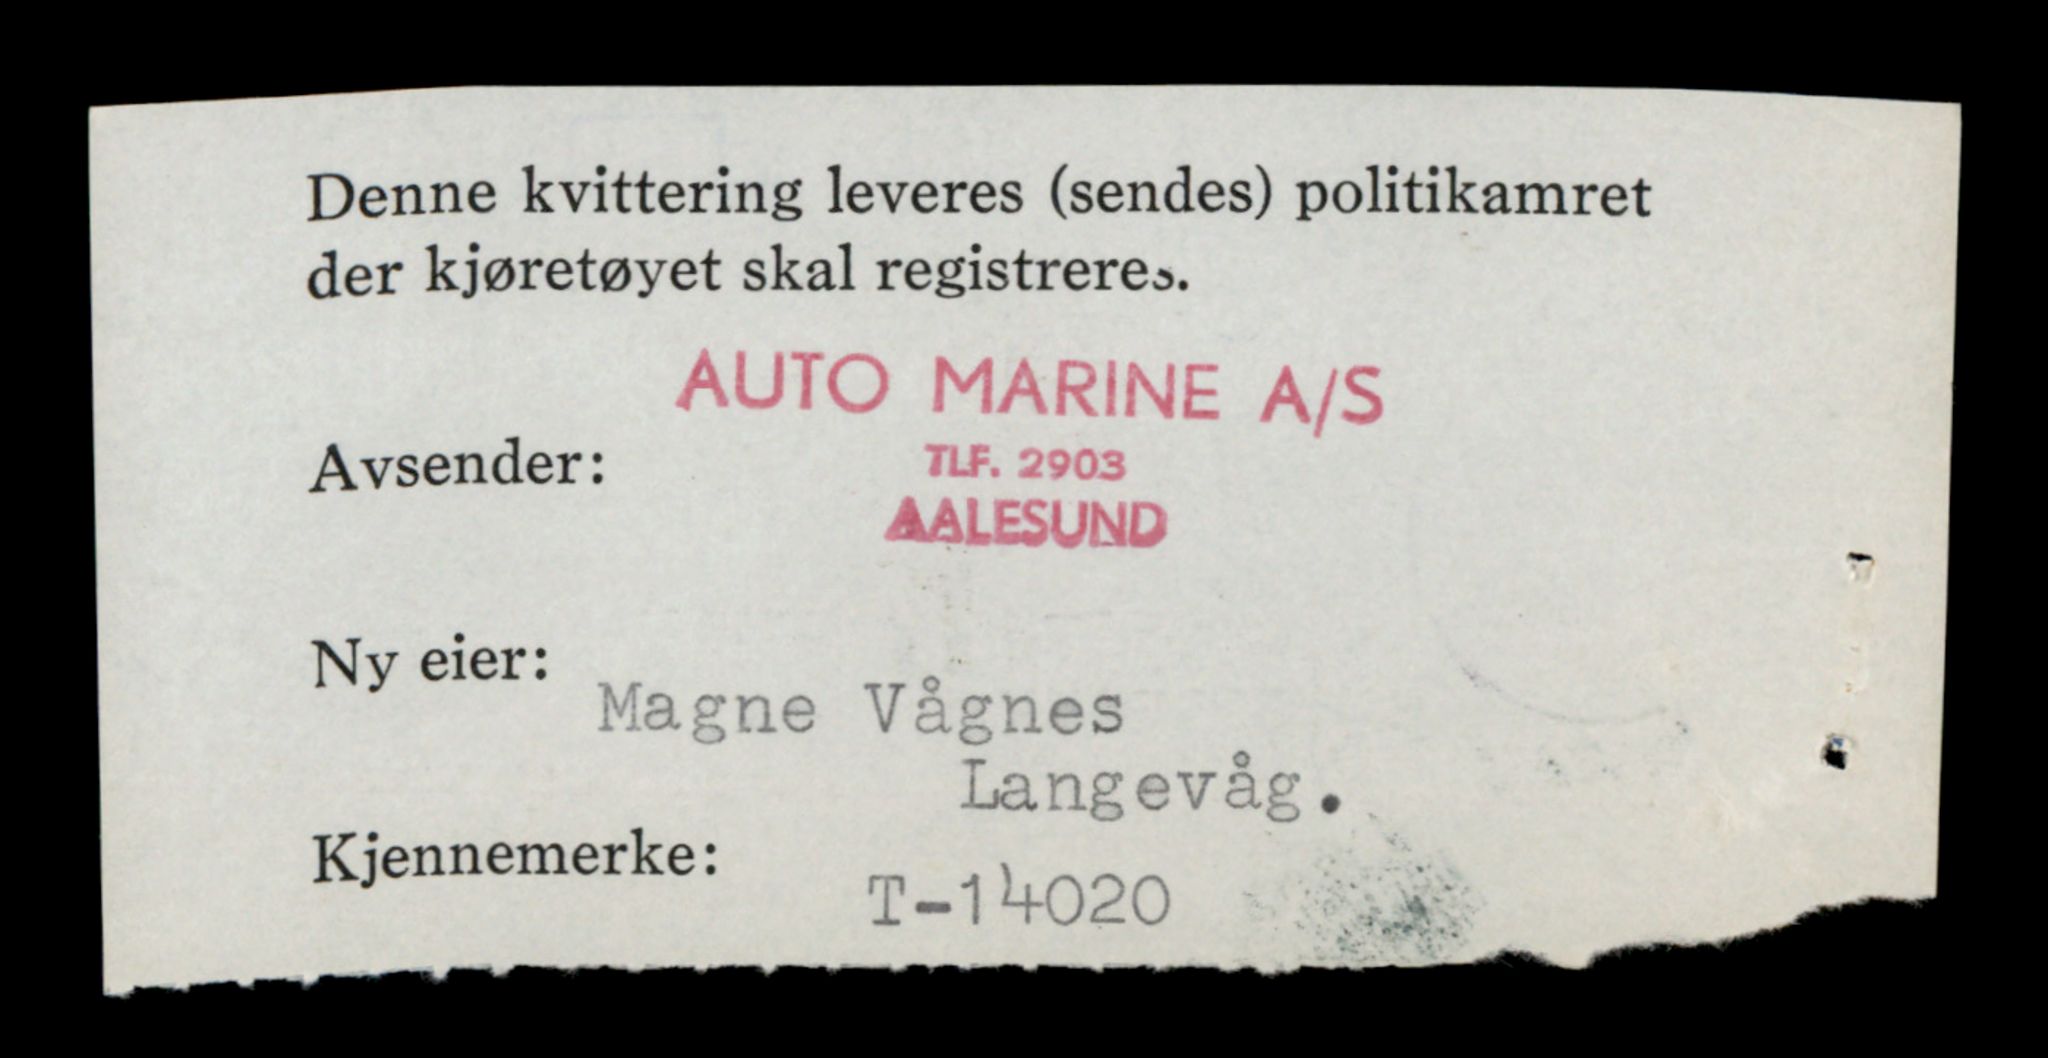 Denne kvittering leveres (sendes) politikamret
der kjøretøyet skal registreres.
AUTO MARINE A/S
Avsender:
TLF. 2903
AALESUND
Ny eier:
Magne Vågnes
Langevåg.
Kjennemerke:
T-14020